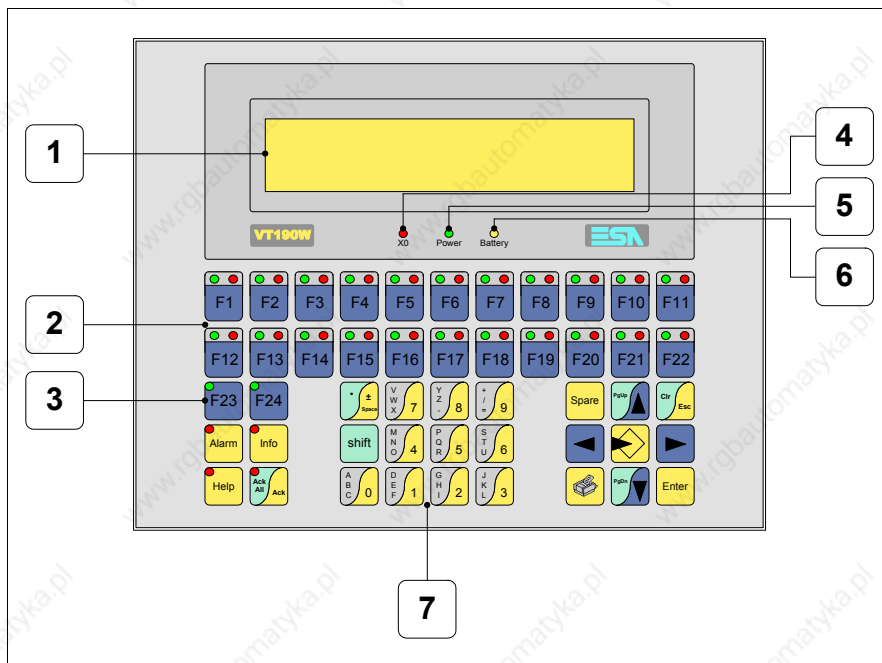 1
4
5
6
VT190W
X0 Power Battery
ESA
F1 F2 F3 F4 F5 F6 F7 F8 F9 F10 F11
2
F12 F13 F14 F15 F16 F17 F18 F19 F20 F21 F22
3
F23 F24
. ± Space
V W X 7
Y Z - 8
+ / = 9
Spare
PgUp
Clr Esc
Alarm Info
shift
M N O 4
P Q R 5
S T U 6
Help
Ack All Ack
A B C 0
D E F 1
G H I 2
J K L 3
PgDn
Enter
7
www.rgbautomatyka.pl